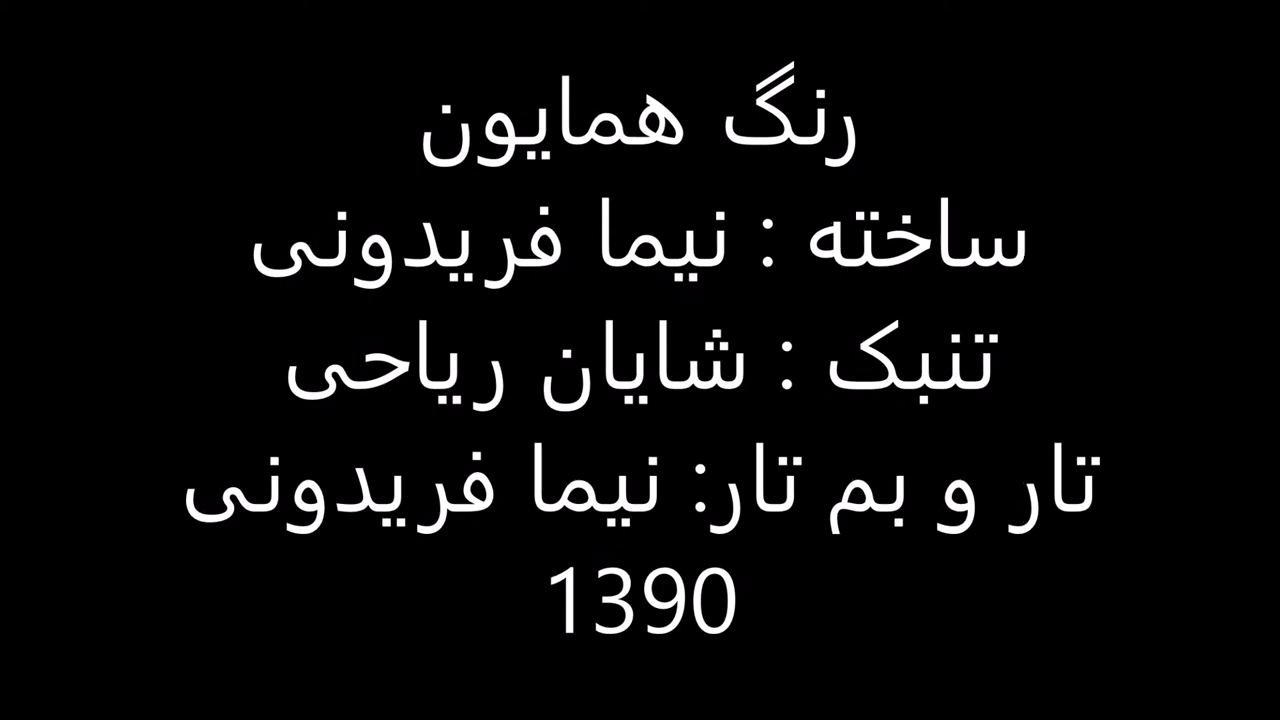 رنگ همایون
ساخته : نیما فریدونی
تنبک : شایان ریاحی
تار و بم تار: نیما فریدونی
1390